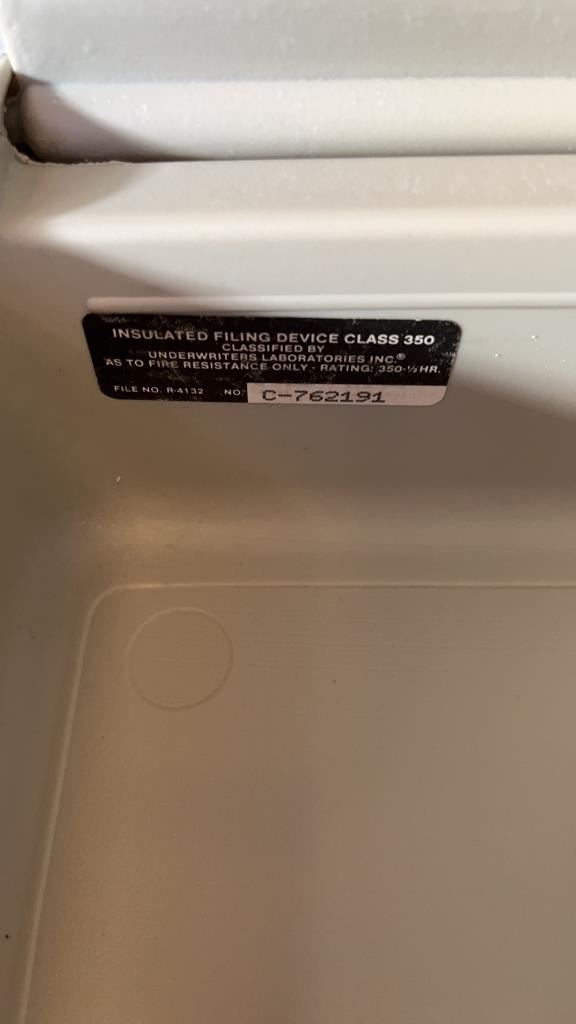 INSULATED FILING DEVICE CLASS 350
CLASSIFIED BY
UNDERWRITERS LABORATORIES INC.®
AS TO FIRE RESISTANCE ONLY · RATING: 350-½ HR.
FILE NO. R-4132 NO. C-762191